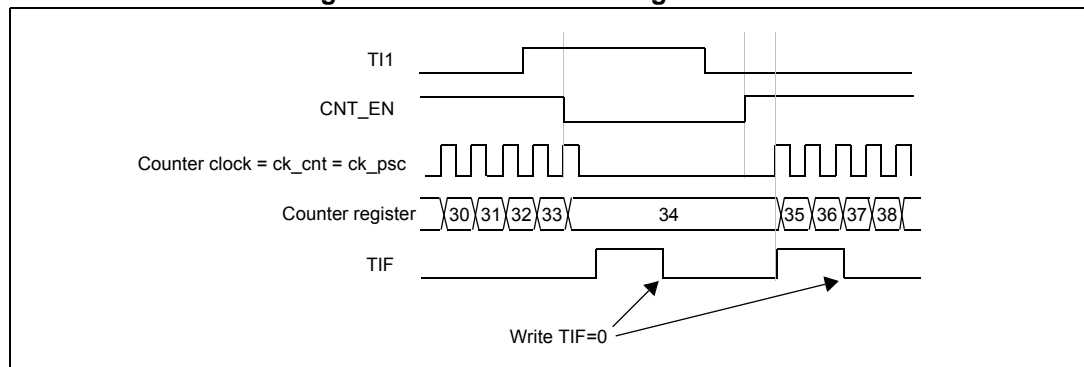 TI1
CNT_EN
Counter clock = ck_cnt = ck_psc
Counter register 30 31 32 33 34 35 36 37 38
TIF
Write TIF=0